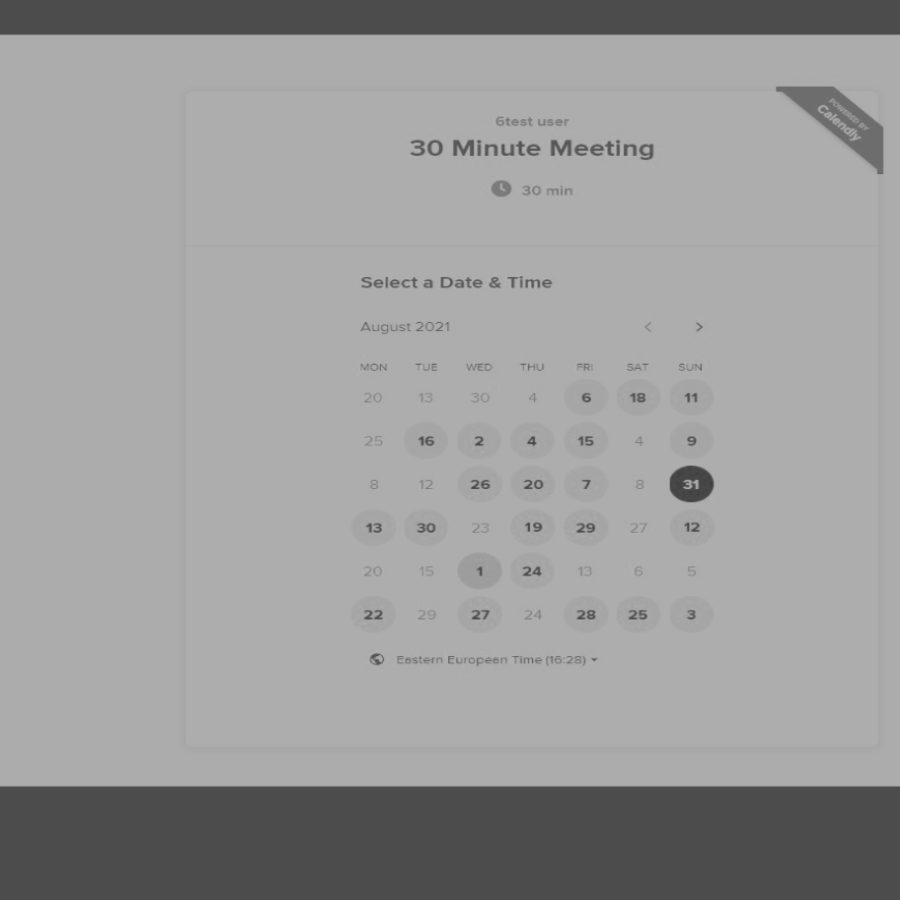 POWERED BY
Calendly
6test user
30 Minute Meeting
30 min
Select a Date & Time
August 2021
MON TUE WED THU FRI SAT SUN
20 13 30 4 6 18 11
25 16 2 4 15 4 9
8 12 26 20 7 8 31
13 30 23 19 29 27 12
20 15 1 24 13 6 5
22 29 27 24 28 25 3
Eastern European Time (16:28)